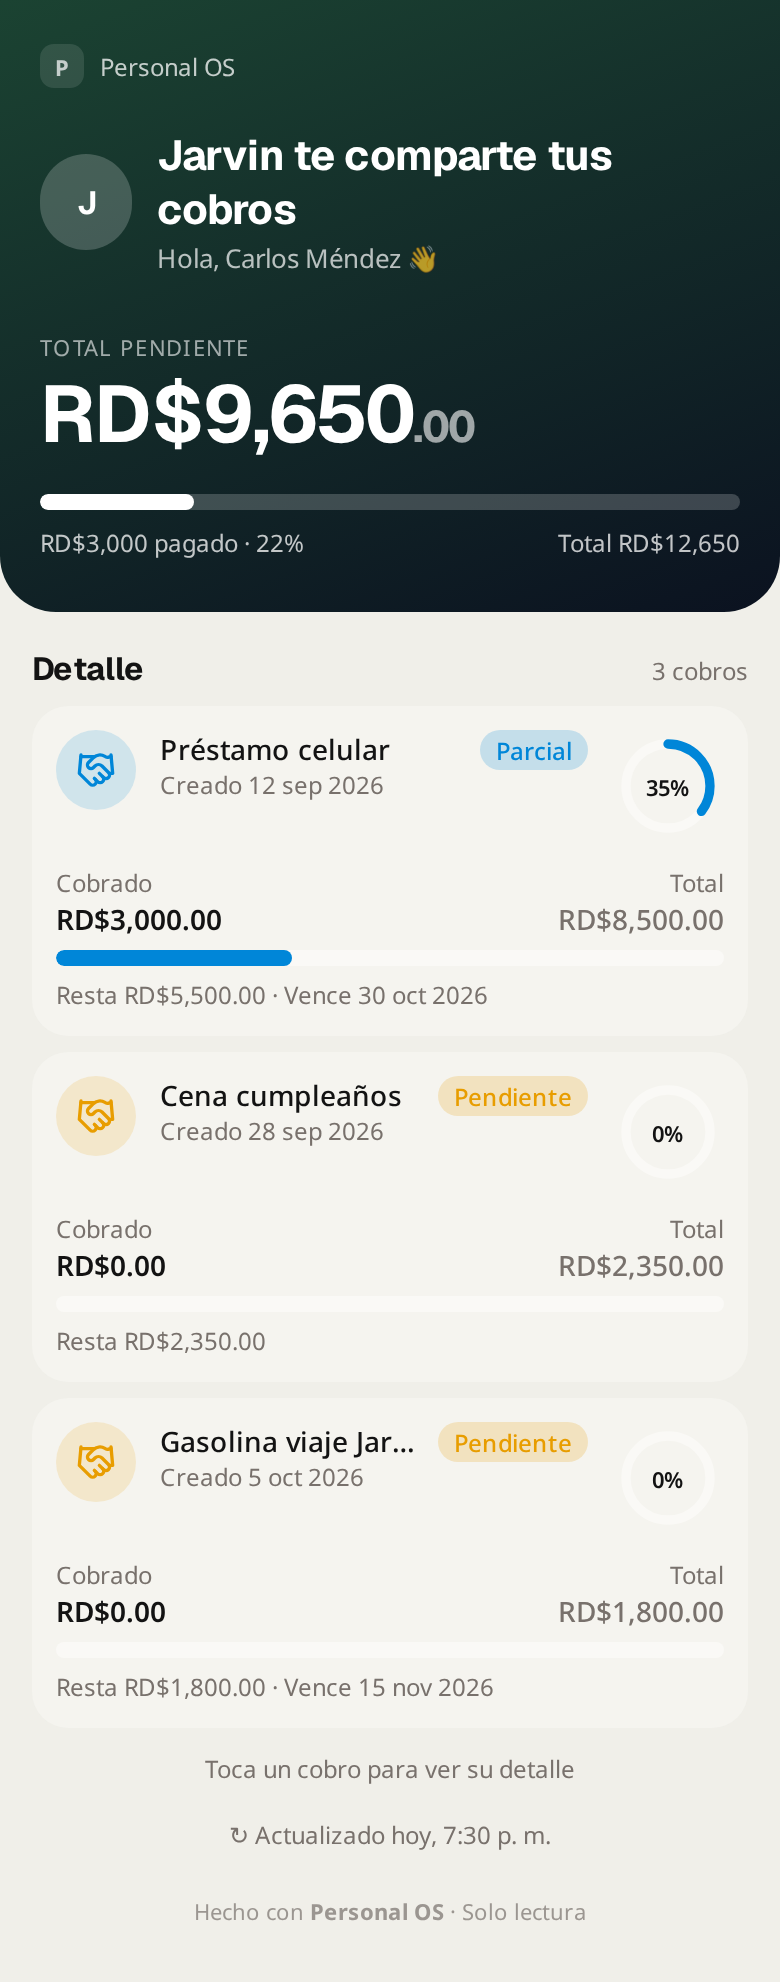 P Personal OS
J
Jarvin te comparte tus
cobros
Hola, Carlos Méndez 👋
TOTAL PENDIENTE
RD$9,650.00
RD$3,000 pagado · 22% Total RD$12,650
Detalle 3 cobros
Préstamo celular Parcial
Creado 12 sep 2026
35%
Cobrado Total
RD$3,000.00 RD$8,500.00
Resta RD$5,500.00 · Vence 30 oct 2026
Cena cumpleaños Pendiente
Creado 28 sep 2026
0%
Cobrado Total
RD$0.00 RD$2,350.00
Resta RD$2,350.00
Gasolina viaje Jar... Pendiente
Creado 5 oct 2026
0%
Cobrado Total
RD$0.00 RD$1,800.00
Resta RD$1,800.00 · Vence 15 nov 2026
Toca un cobro para ver su detalle
↻ Actualizado hoy, 7:30 p. m.
Hecho con Personal OS · Solo lectura